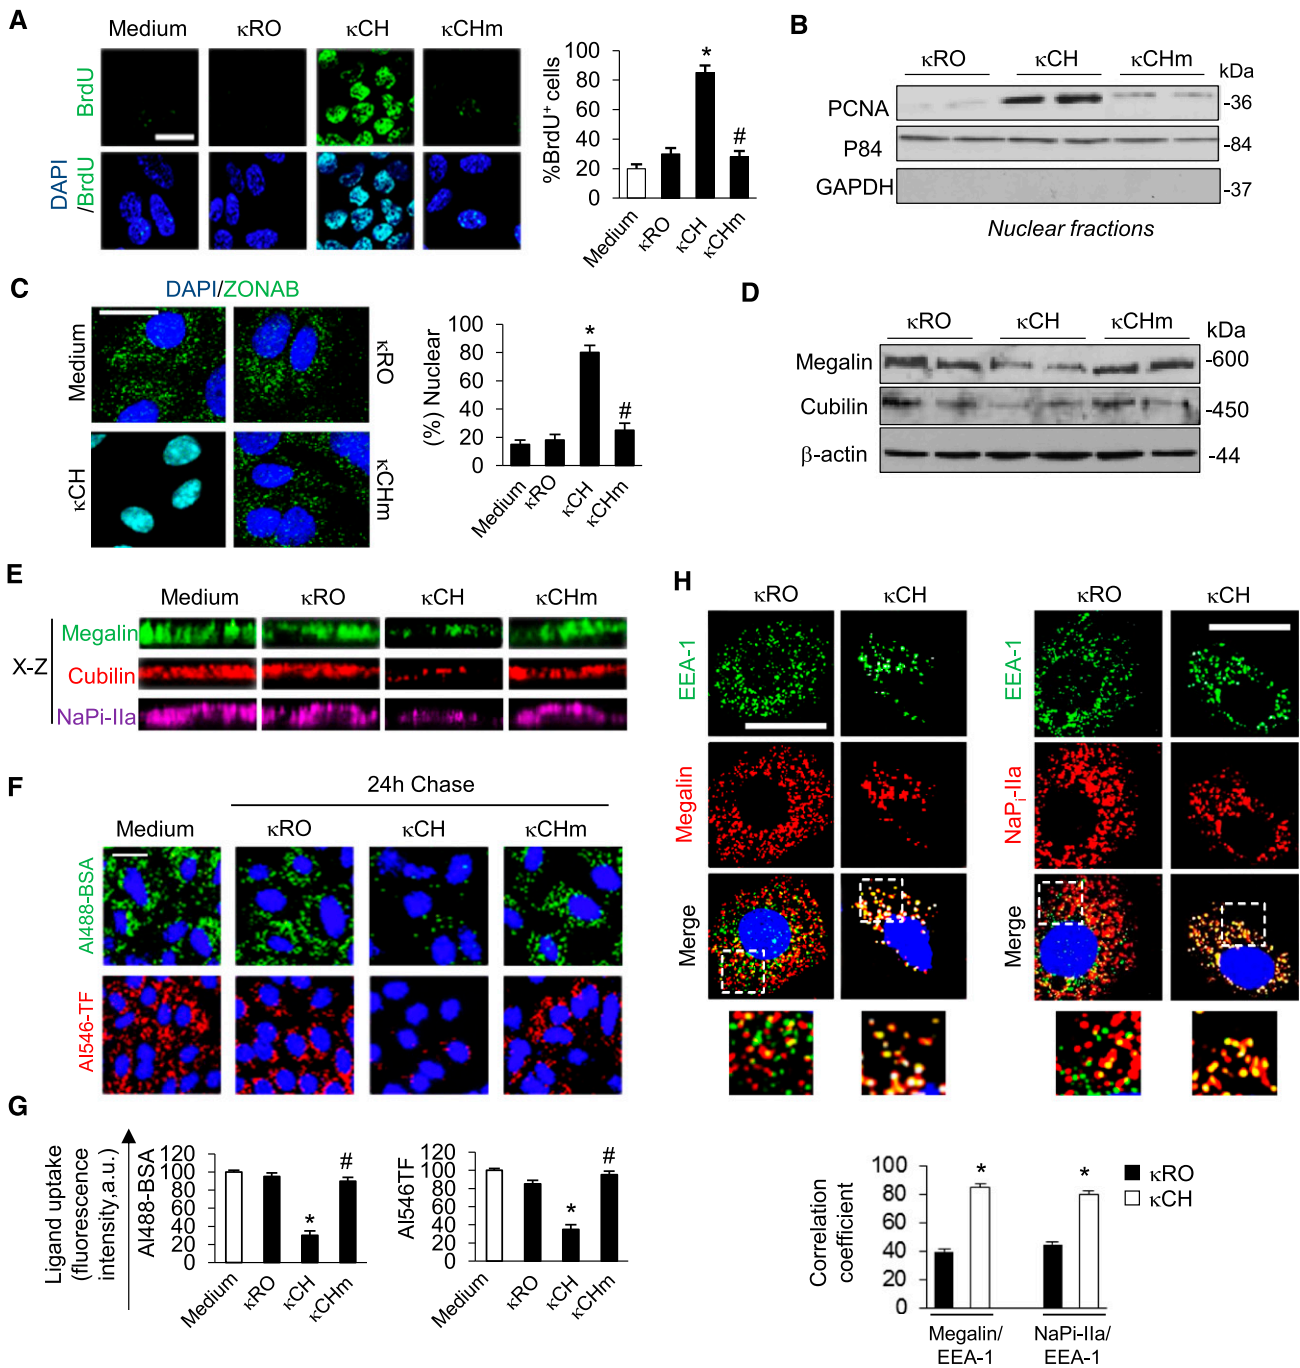 A
Medium κRO κCH κCHm
BrdU
DAPI
/BrdU
%BrdU⁺ cells
100
80
60
40
20
0
*
#
Medium
κRO
κCH
κCHm
B
κRO κCH κCHm kDa
PCNA -36
P84 -84
GAPDH -37
Nuclear fractions
C
DAPI/ZONAB
Medium
κRO
κCH
κCHm
(%) Nuclear
100
80
60
40
20
0
*
#
Medium
κRO
κCH
κCHm
D
κRO κCH κCHm kDa
Megalin -600
Cubilin -450
β-actin -44
E
Medium κRO κCH κCHm
X-Z
Megalin
Cubilin
NaPi-IIa
F
24h Chase
Medium κRO κCH κCHm
Al488-BSA
Al546-TF
G
Ligand uptake
(fluorescence
intensity,a.u.)
Al488-BSA
120
100
80
60
40
20
0
*
#
Medium
κRO
κCH
κCHm
Al546TF
120
100
80
60
40
20
0
*
#
Medium
κRO
κCH
κCHm
H
κRO κCH κRO κCH
EEA-1
Megalin
Merge
EEA-1
NaPi-IIa
Merge
Correlation
coefficient
100
80
60
40
20
0
* *
κRO
κCH
Megalin/
EEA-1
NaPi-IIa/
EEA-1